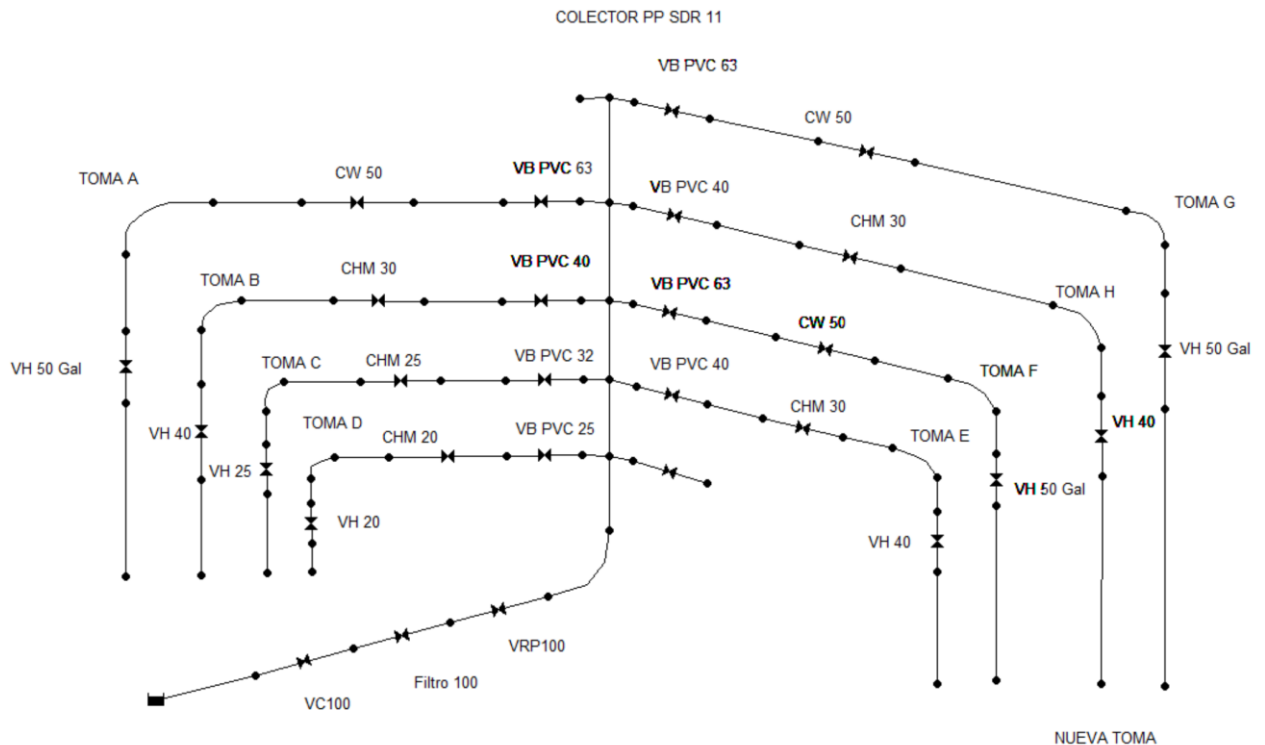 COLECTOR PP SDR 11
VB PVC 63
CW 50
TOMA A
CW 50
VB PVC 63
VB PVC 40
CHM 30
TOMA G
TOMA B
CHM 30
VB PVC 40
VB PVC 63
CW 50
TOMA H
VH 50 Gal
TOMA C
CHM 25
VB PVC 32
VB PVC 40
CHM 30
TOMA F
VH 50 Gal
VH 40
TOMA D
CHM 20
VB PVC 25
TOMA E
VH 40
VH 25
VH 20
VH 50 Gal
VH 40
VRP100
Filtro 100
VC100
NUEVA TOMA